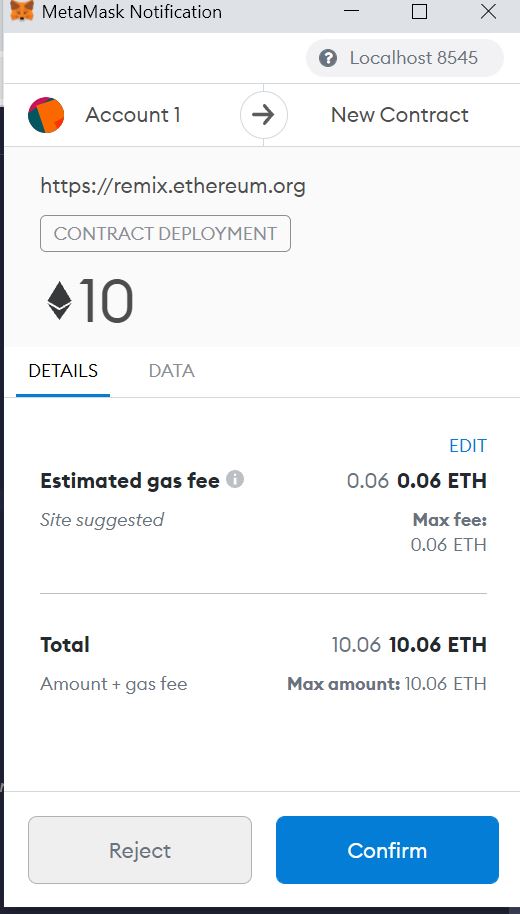 MetaMask Notification
? Localhost 8545
Account 1
New Contract
https://remix.ethereum.org
CONTRACT DEPLOYMENT
10
DETAILS DATA
EDIT
Estimated gas fee i 0.06 0.06 ETH
Site suggested Max fee:
0.06 ETH
Total 10.06 10.06 ETH
Amount + gas fee Max amount: 10.06 ETH
Reject Confirm